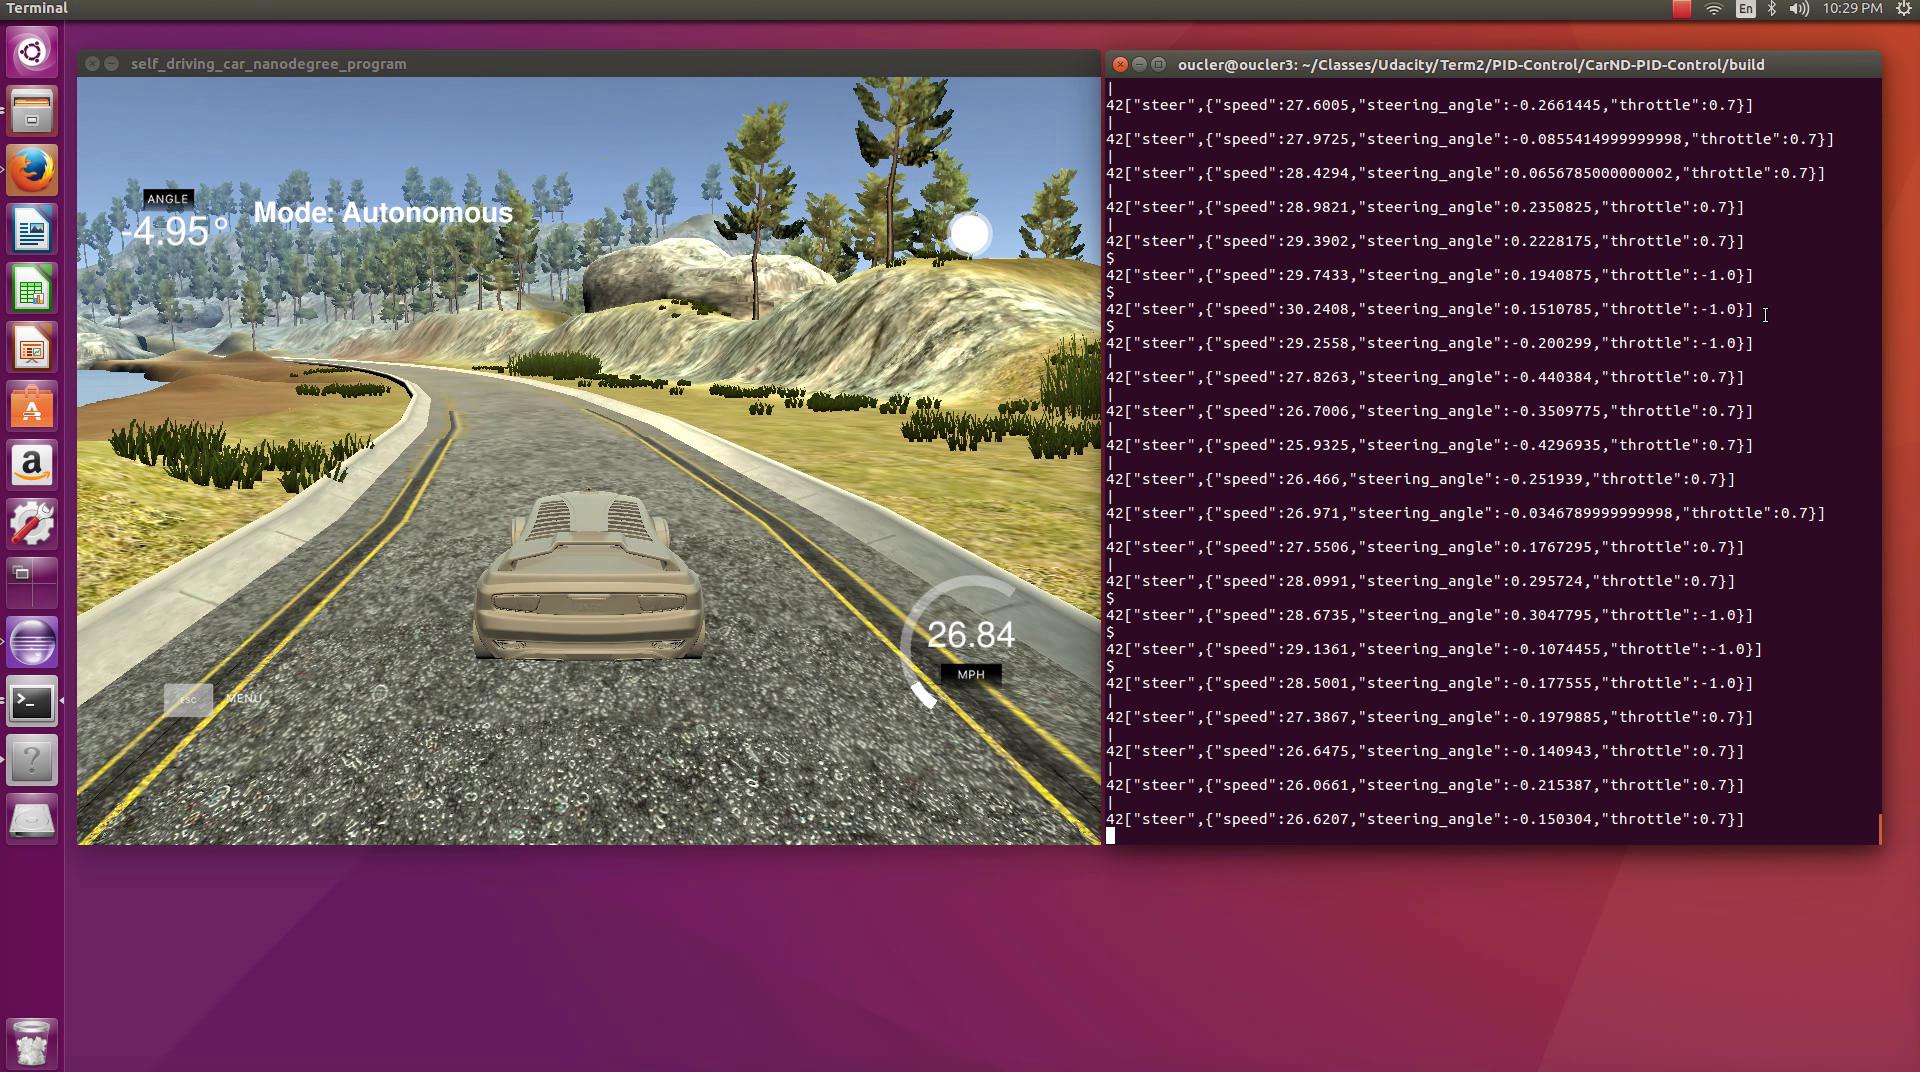 Terminal
En
10:29 PM
self_driving_car_nanodegree_program
ANGLE
-4.95°
Mode: Autonomous
26.84
MPH
ESC
MENU
a
?
oucler@oucler3: ~/Classes/Udacity/Term2/PID-Control/CarND-PID-Control/build
|
42["steer",{"speed":27.6005,"steering_angle":-0.2661445,"throttle":0.7}]
|
42["steer",{"speed":27.9725,"steering_angle":-0.0855414999999998,"throttle":0.7}]
|
42["steer",{"speed":28.4294,"steering_angle":0.0656785000000002,"throttle":0.7}]
|
42["steer",{"speed":28.9821,"steering_angle":0.2350825,"throttle":0.7}]
|
42["steer",{"speed":29.3902,"steering_angle":0.2228175,"throttle":0.7}]
$
42["steer",{"speed":29.7433,"steering_angle":0.1940875,"throttle":-1.0}]
$
42["steer",{"speed":30.2408,"steering_angle":0.1510785,"throttle":-1.0}]
$
42["steer",{"speed":29.2558,"steering_angle":-0.200299,"throttle":-1.0}]
|
42["steer",{"speed":27.8263,"steering_angle":-0.440384,"throttle":0.7}]
|
42["steer",{"speed":26.7006,"steering_angle":-0.3509775,"throttle":0.7}]
|
42["steer",{"speed":25.9325,"steering_angle":-0.4296935,"throttle":0.7}]
|
42["steer",{"speed":26.466,"steering_angle":-0.251939,"throttle":0.7}]
|
42["steer",{"speed":26.971,"steering_angle":-0.0346789999999998,"throttle":0.7}]
|
42["steer",{"speed":27.5506,"steering_angle":0.1767295,"throttle":0.7}]
|
42["steer",{"speed":28.0991,"steering_angle":0.295724,"throttle":0.7}]
$
42["steer",{"speed":28.6735,"steering_angle":0.3047795,"throttle":-1.0}]
$
42["steer",{"speed":29.1361,"steering_angle":-0.1074455,"throttle":-1.0}]
$
42["steer",{"speed":28.5001,"steering_angle":-0.177555,"throttle":-1.0}]
|
42["steer",{"speed":27.3867,"steering_angle":-0.1979885,"throttle":0.7}]
|
42["steer",{"speed":26.6475,"steering_angle":-0.140943,"throttle":0.7}]
|
42["steer",{"speed":26.0661,"steering_angle":-0.215387,"throttle":0.7}]
|
42["steer",{"speed":26.6207,"steering_angle":-0.150304,"throttle":0.7}]